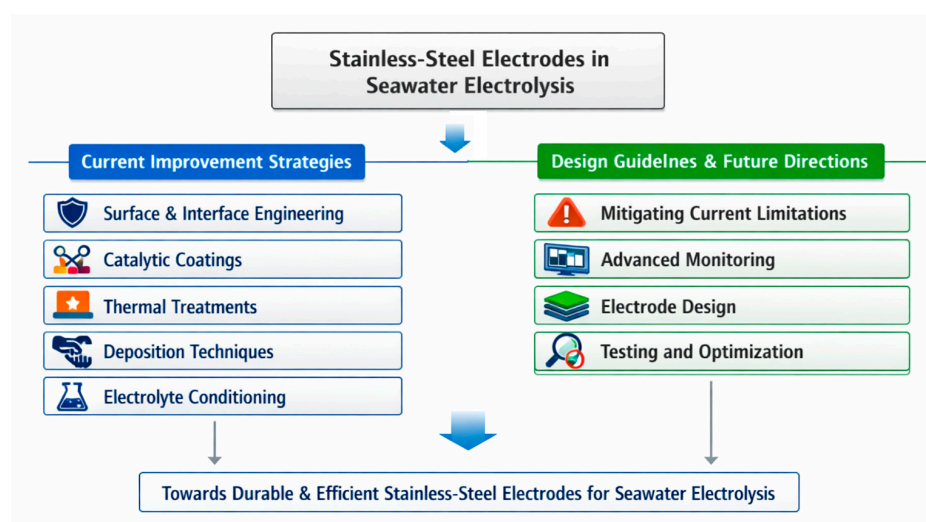 Stainless-Steel Electrodes in
Seawater Electrolysis
Current Improvement Strategies
Surface & Interface Engineering
Catalytic Coatings
Thermal Treatments
Deposition Techniques
Electrolyte Conditioning
Design Guidelnes & Future Directions
Mitigating Current Limitations
Advanced Monitoring
Electrode Design
Testing and Optimization
Towards Durable & Efficient Stainless-Steel Electrodes for Seawater Electrolysis